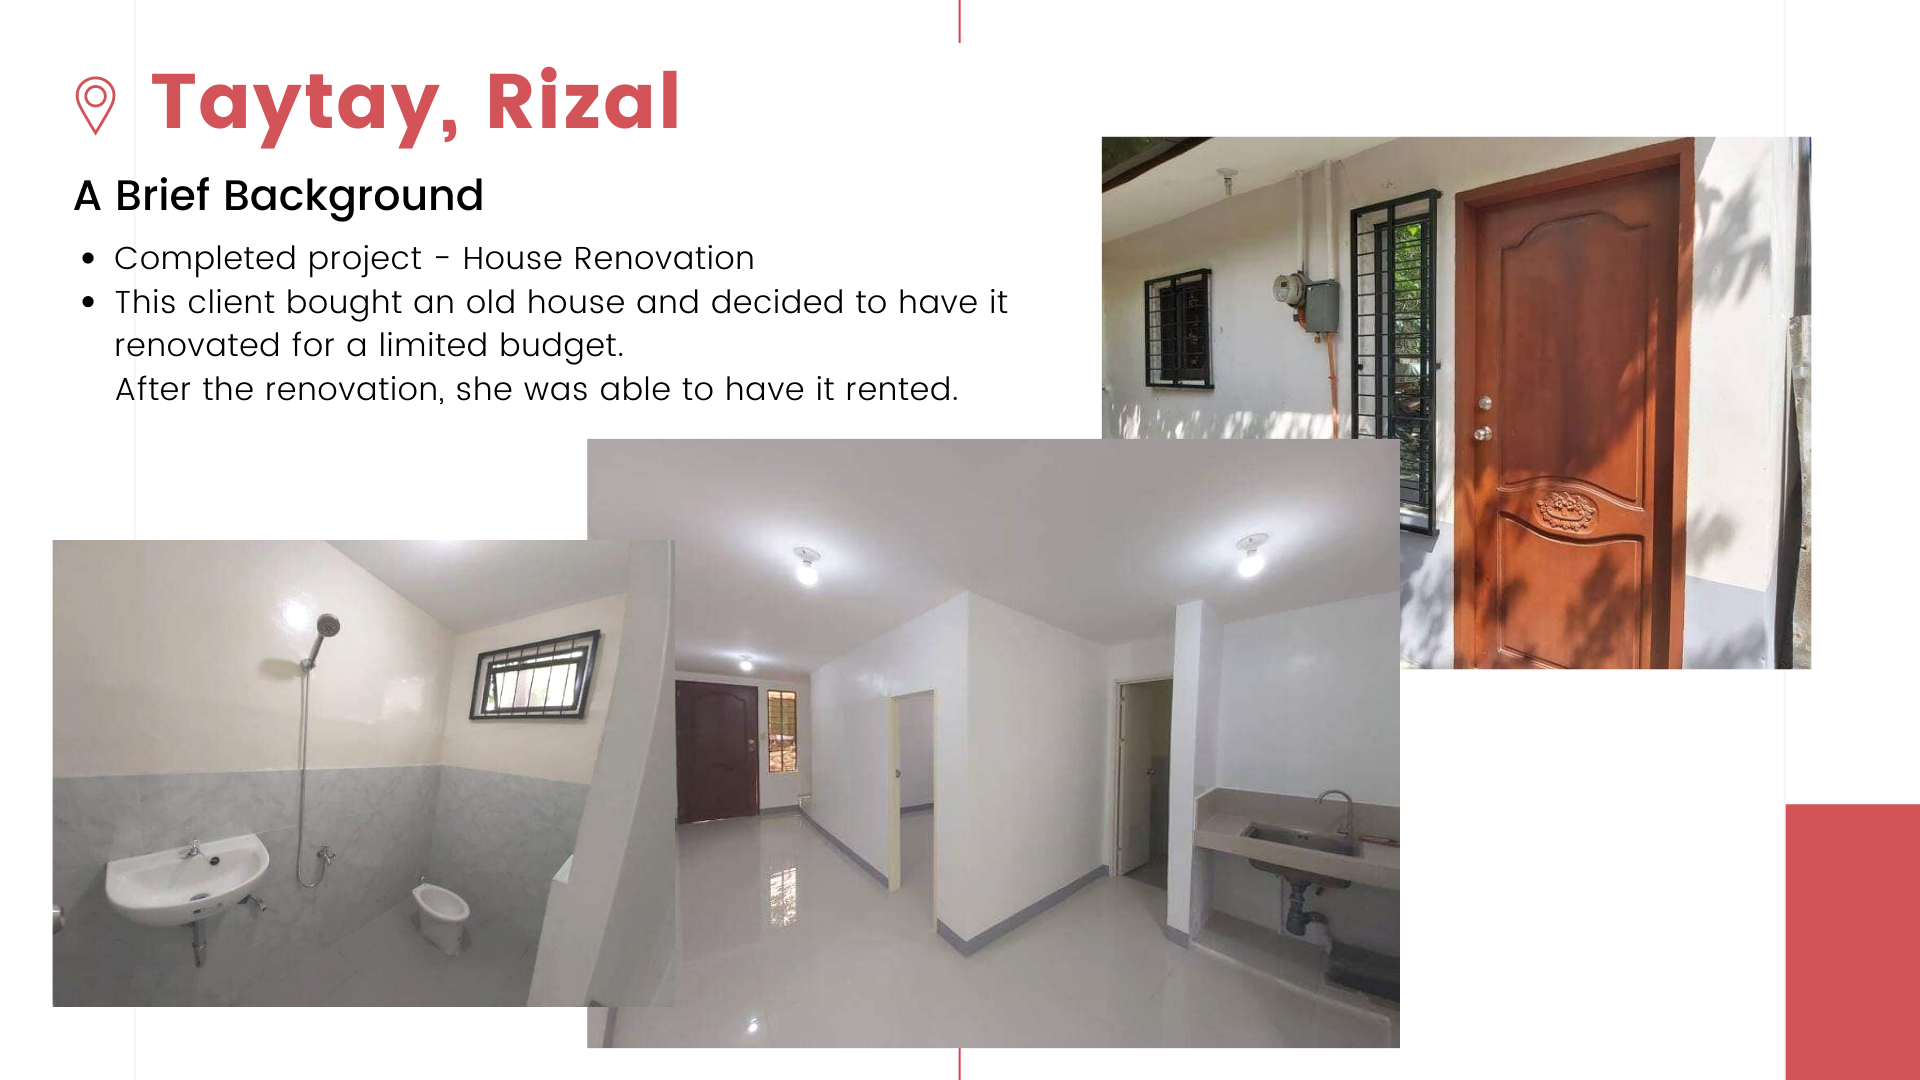 Taytay, Rizal
A Brief Background
• Completed project - House Renovation
• This client bought an old house and decided to have it
renovated for a limited budget.
After the renovation, she was able to have it rented.